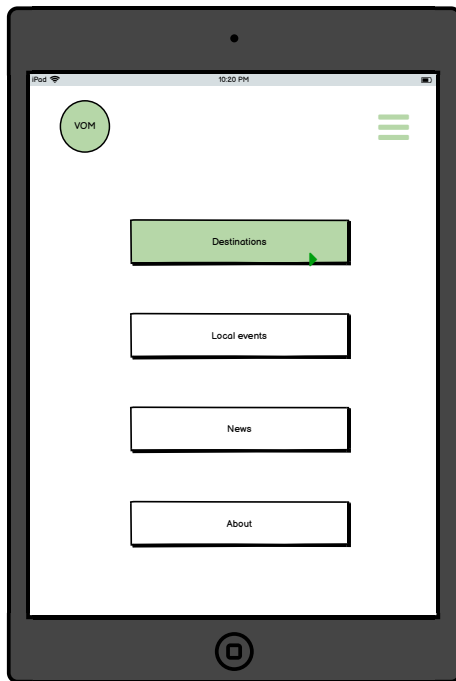 iPad 10:20 PM
VOM
Destinations
Local events
News
About